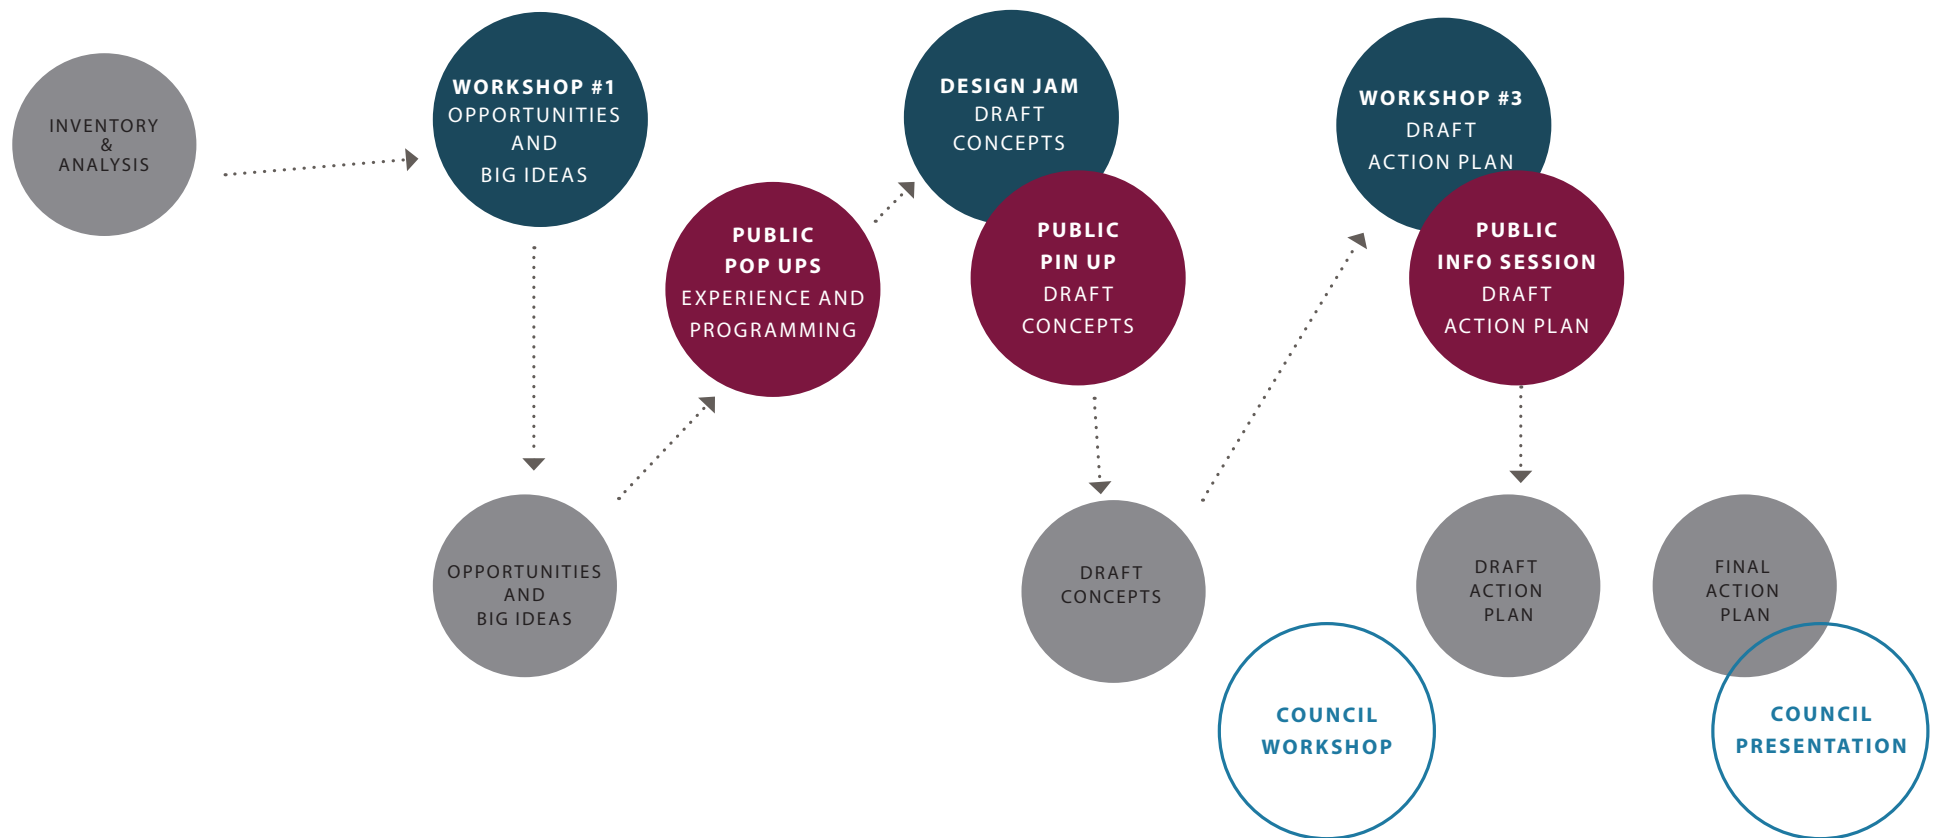 INVENTORY
&
ANALYSIS
WORKSHOP #1
OPPORTUNITIES
AND
BIG IDEAS
OPPORTUNITIES
AND
BIG IDEAS
PUBLIC
POP UPS
EXPERIENCE AND
PROGRAMMING
DESIGN JAM
DRAFT
CONCEPTS
PUBLIC
PIN UP
DRAFT
CONCEPTS
DRAFT
CONCEPTS
WORKSHOP #3
DRAFT
ACTION PLAN
PUBLIC
INFO SESSION
DRAFT
ACTION PLAN
COUNCIL
WORKSHOP
DRAFT
ACTION
PLAN
FINAL
ACTION
PLAN
COUNCIL
PRESENTATION